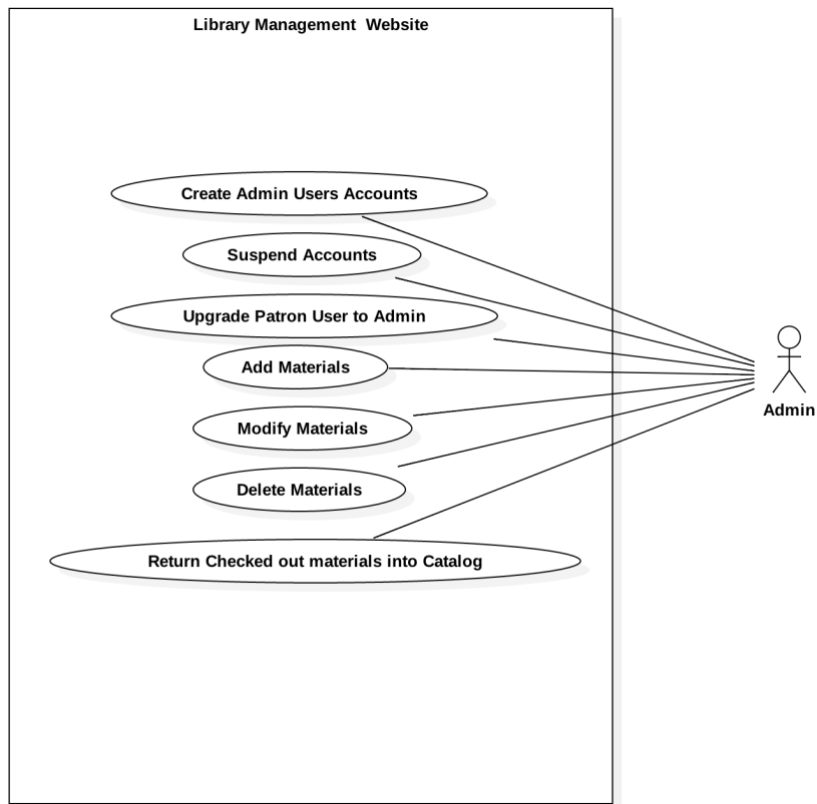 Library Management  Website
Create Admin Users Accounts
Suspend Accounts
Upgrade Patron User to Admin
Add Materials
Modify Materials
Admin
Delete Materials
Return Checked out materials into Catalog